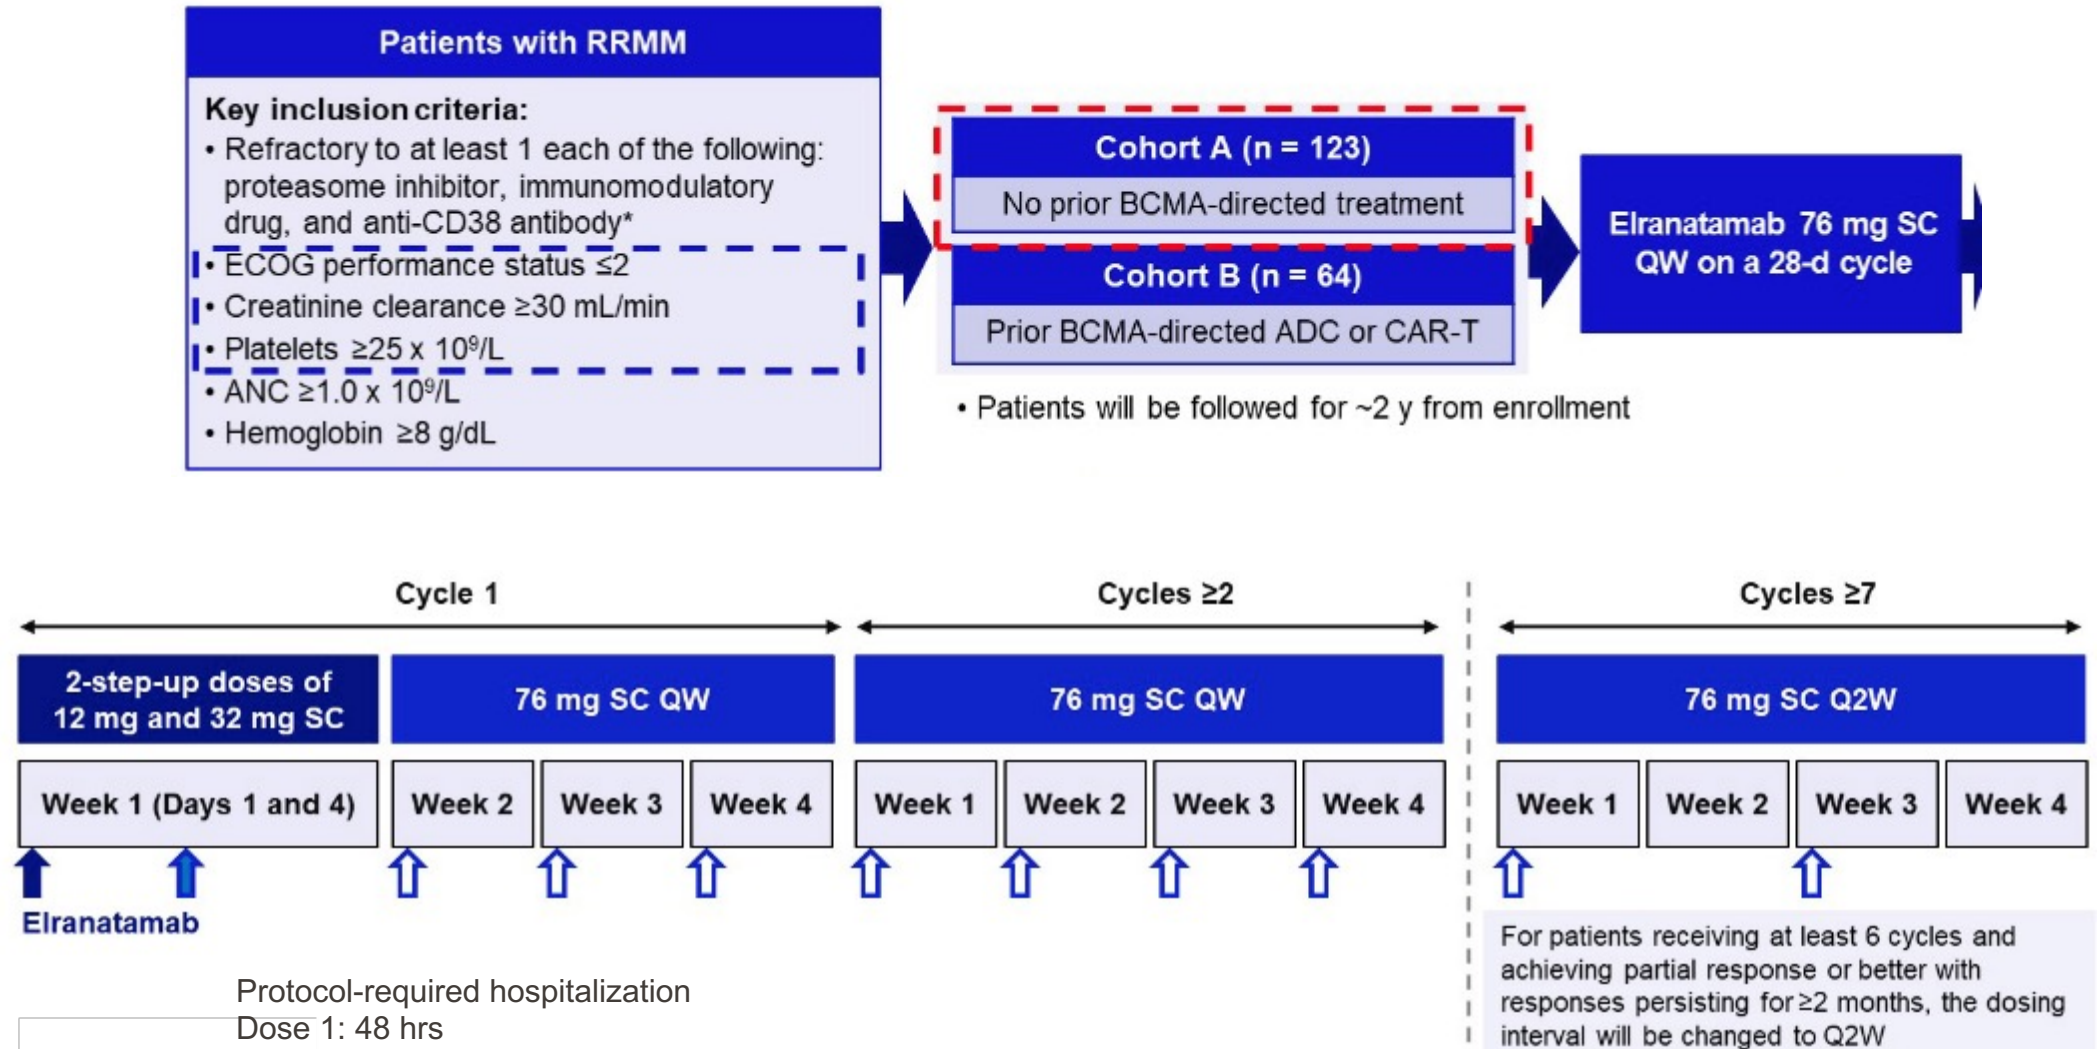 Patients with RRMM
Key inclusion criteria:
• Refractory to at least 1 each of the following:
proteasome inhibitor, immunomodulatory
drug, and anti-CD38 antibody*
• ECOG performance status ≤2
• Creatinine clearance ≥30 mL/min
• Platelets ≥25 x 10⁹/L
• ANC ≥1.0 x 10⁹/L
• Hemoglobin ≥8 g/dL
Cohort A (n = 123)
No prior BCMA-directed treatment
Cohort B (n = 64)
Prior BCMA-directed ADC or CAR-T
• Patients will be followed for ~2 y from enrollment
Elranatamab 76 mg SC
QW on a 28-d cycle
Cycle 1
2-step-up doses of
12 mg and 32 mg SC
76 mg SC QW
Week 1 (Days 1 and 4)
Week 2
Week 3
Week 4
Elranatamab
Protocol-required hospitalization
Dose 1: 48 hrs
Cycles ≥2
76 mg SC QW
Week 1
Week 2
Week 3
Week 4
Cycles ≥7
76 mg SC Q2W
Week 1
Week 2
Week 3
Week 4
For patients receiving at least 6 cycles and
achieving partial response or better with
responses persisting for ≥2 months, the dosing
interval will be changed to Q2W